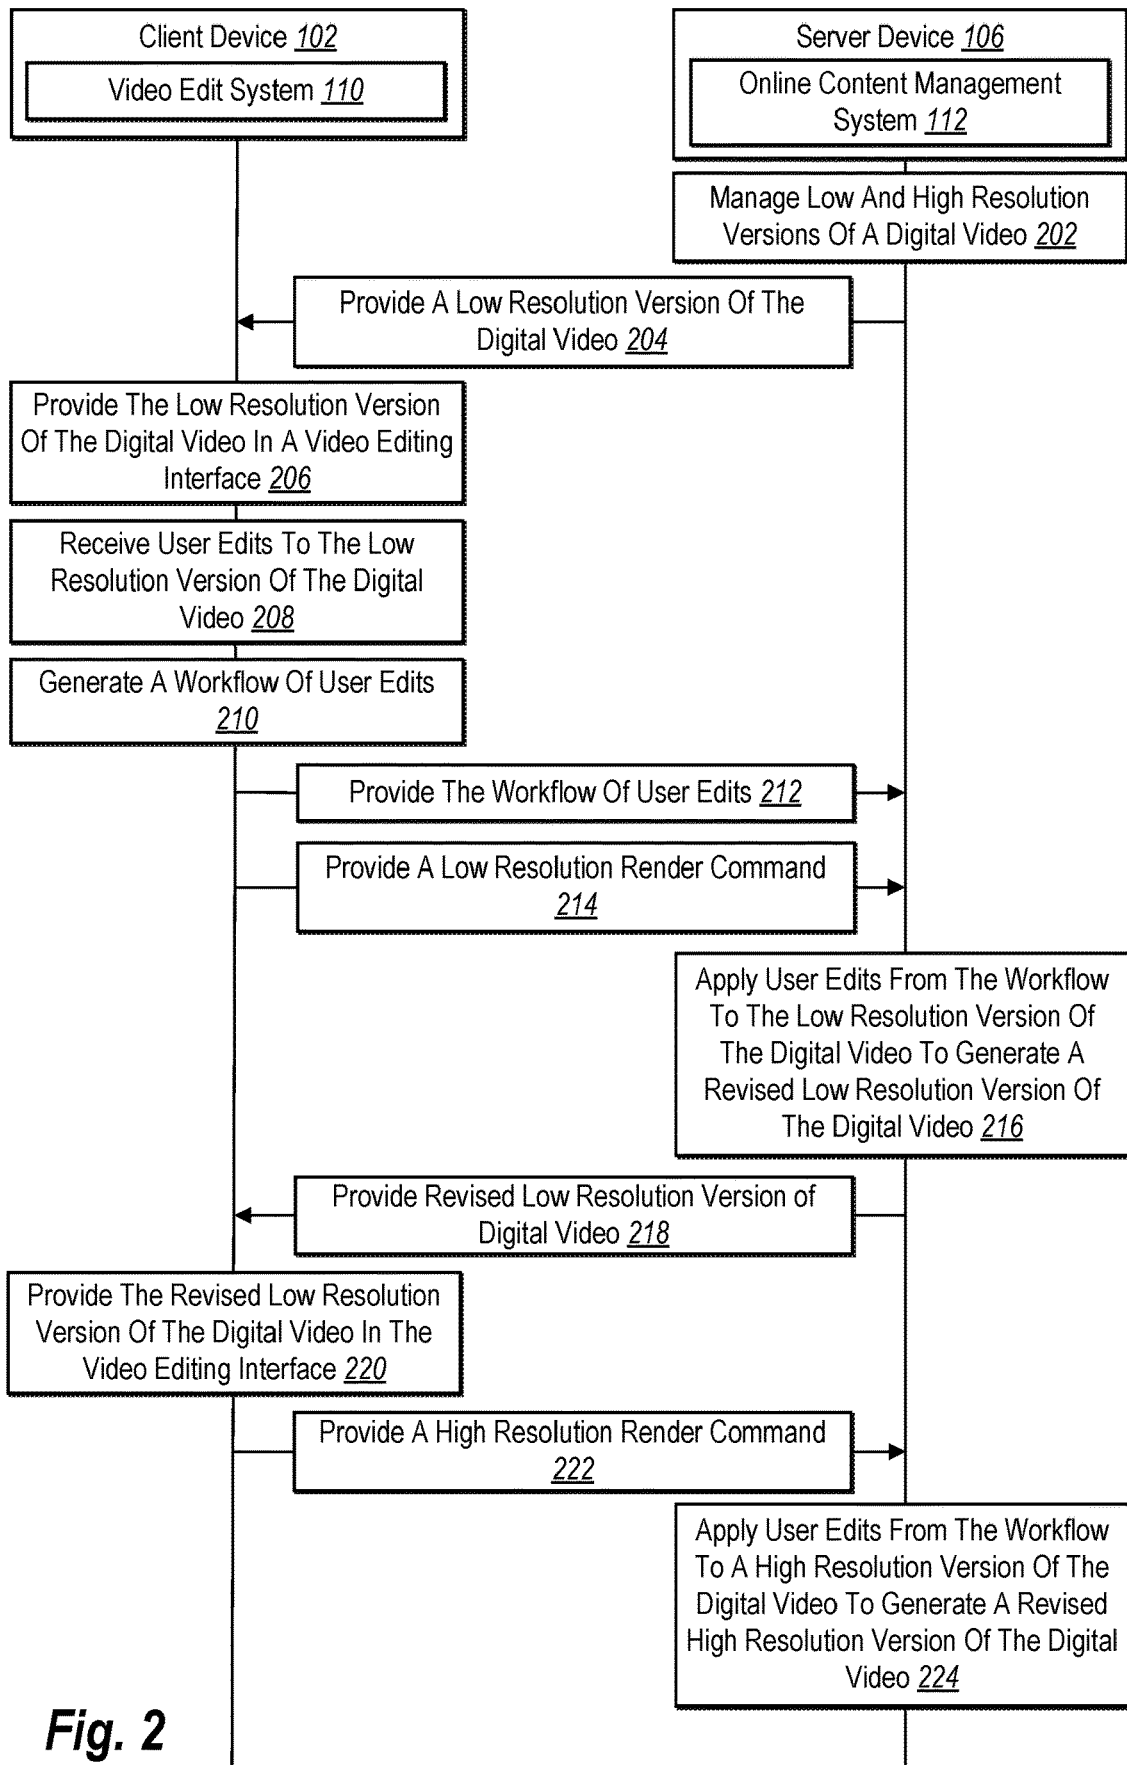 Client Device 102
Video Edit System 110
Server Device 106
Online Content Management
System 112
Manage Low And High Resolution
Versions Of A Digital Video 202
Provide A Low Resolution Version Of The
Digital Video 204
Provide The Low Resolution Version
Of The Digital Video In A Video Editing
Interface 206
Receive User Edits To The Low
Resolution Version Of The Digital
Video 208
Generate A Workflow Of User Edits
210
Provide The Workflow Of User Edits 212
Provide A Low Resolution Render Command
214
Apply User Edits From The Workflow
To The Low Resolution Version Of
The Digital Video To Generate A
Revised Low Resolution Version Of
The Digital Video 216
Provide Revised Low Resolution Version of
Digital Video 218
Provide The Revised Low Resolution
Version Of The Digital Video In The
Video Editing Interface 220
Provide A High Resolution Render Command
222
Apply User Edits From The Workflow
To A High Resolution Version Of The
Digital Video To Generate A Revised
High Resolution Version Of The Digital
Video 224
Fig. 2